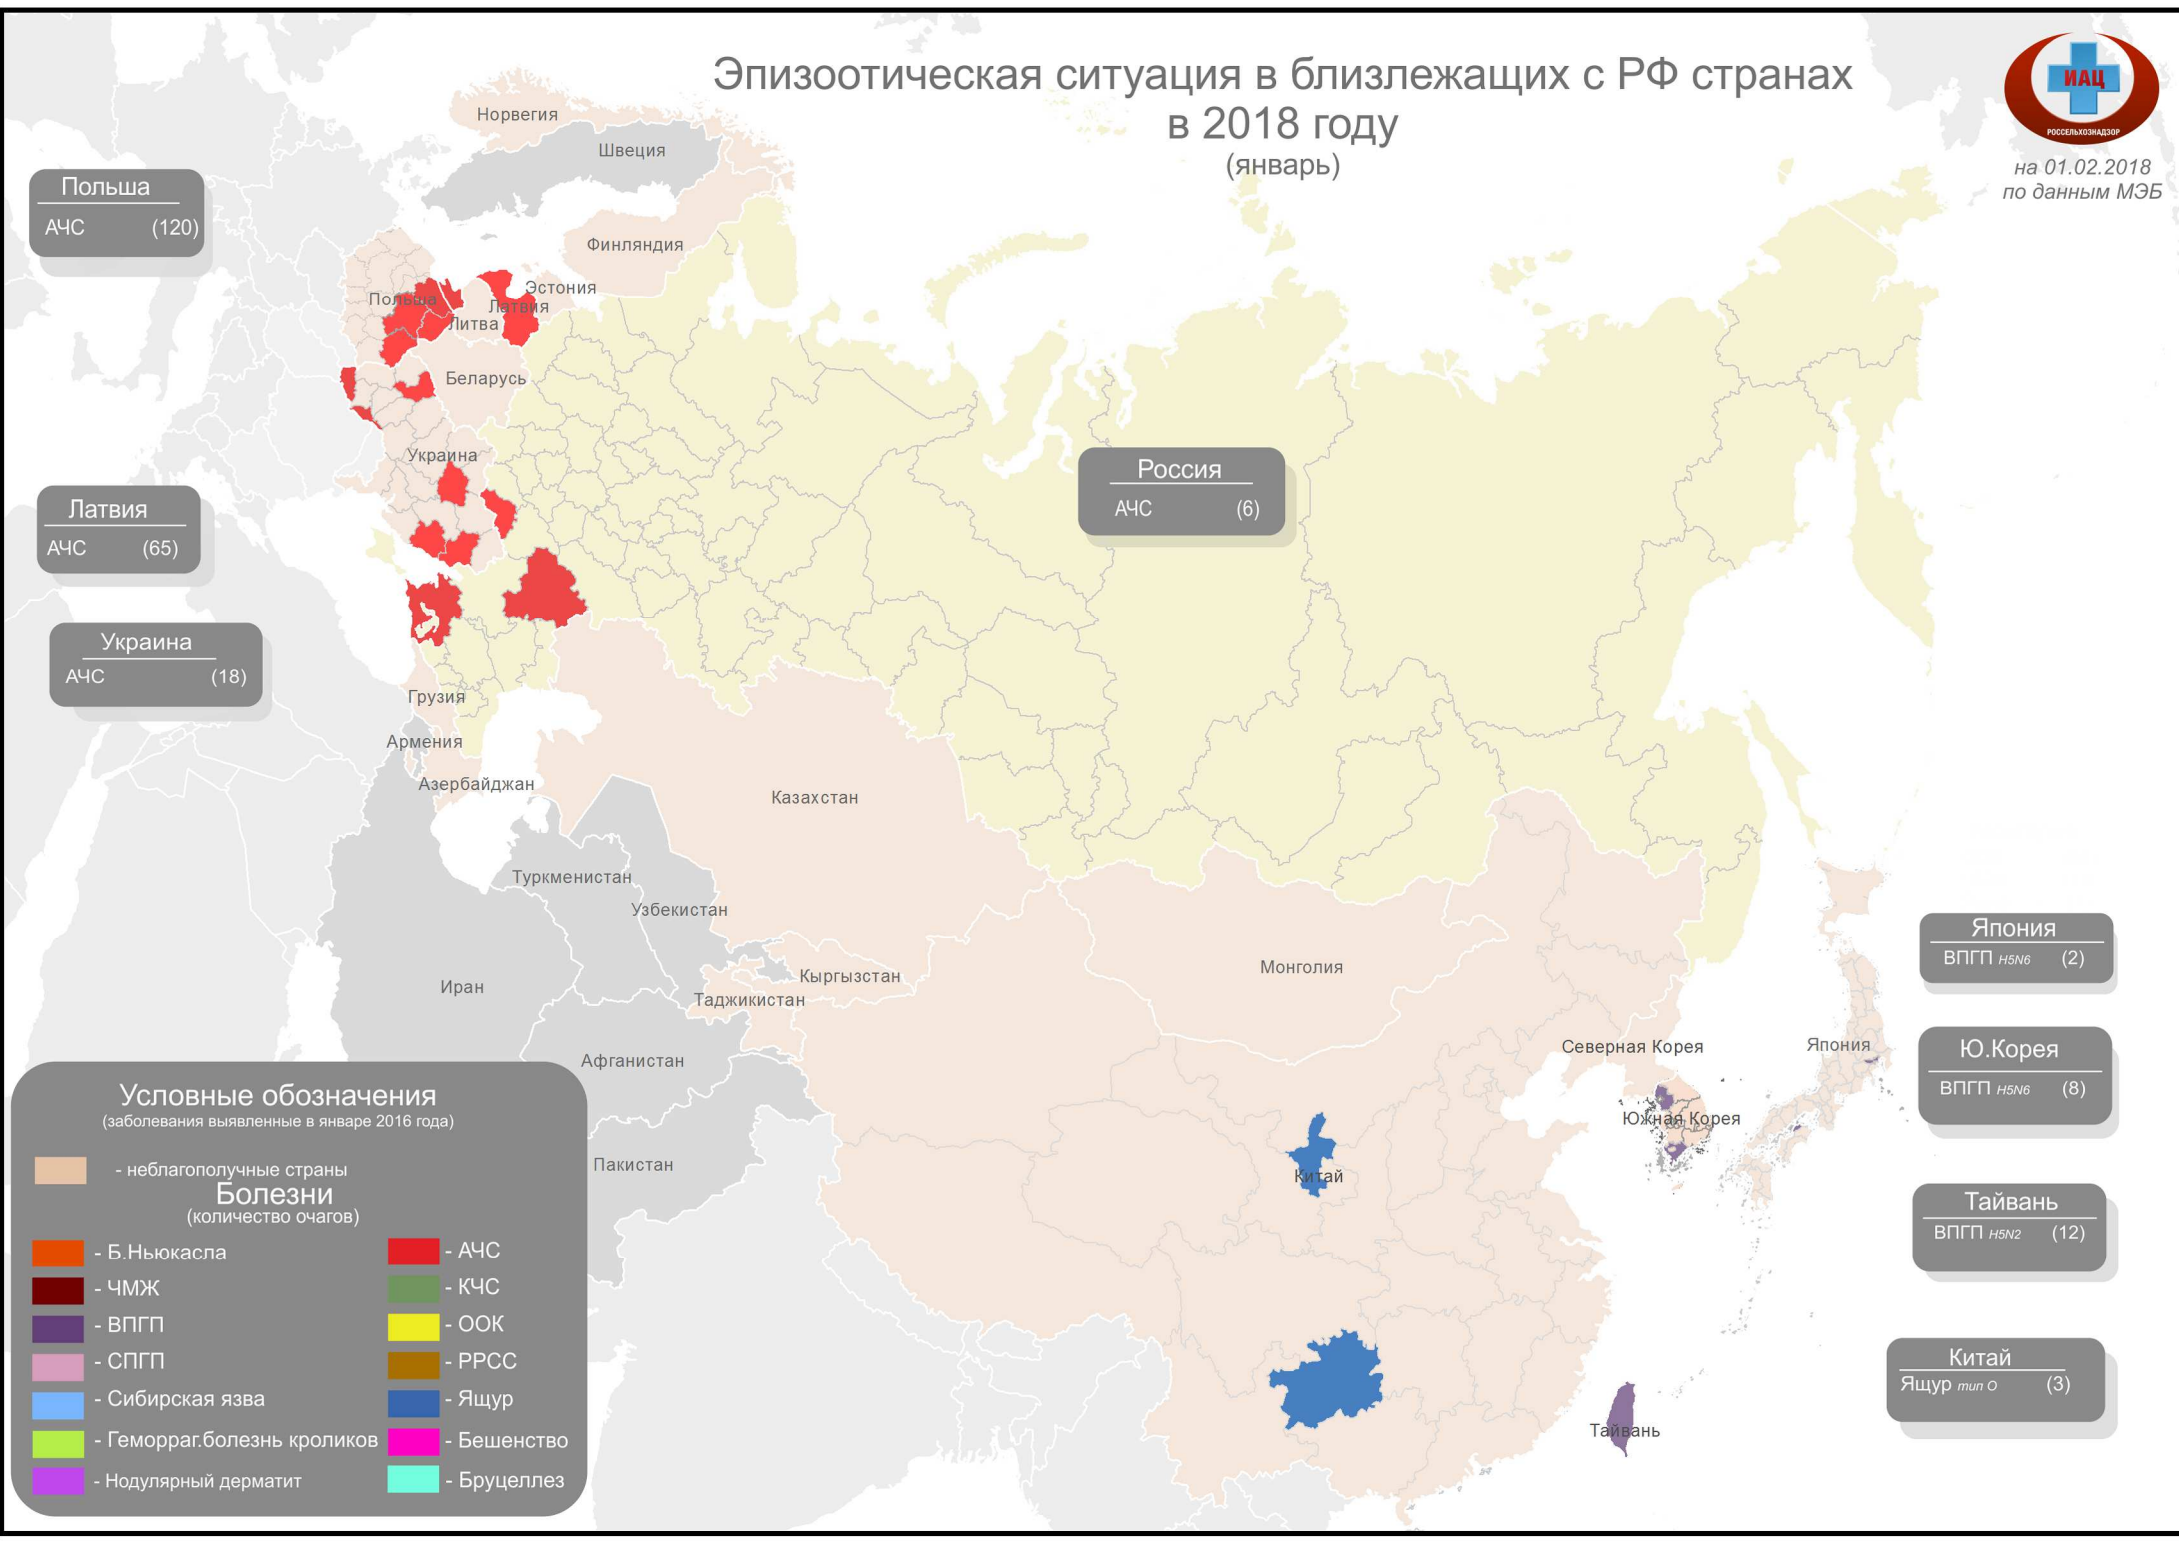 Эпизоотическая ситуация в близлежащих с РФ странах
в 2018 году
(январь)
ИАЦ
РОССЕЛЬХОЗНАДЗОР
на 01.02.2018
по данным МЭБ
Польша
АЧС (120)
Латвия
АЧС (65)
Украина
АЧС (18)
Россия
АЧС (6)
Япония
ВПГП H5N6 (2)
Ю.Корея
ВПГП H5N6 (8)
Тайвань
ВПГП H5N2 (12)
Китай
Ящур тип О (3)
Норвегия
Швеция
Финляндия
Эстония
Латвия
Польша
Литва
Беларусь
Украина
Грузия
Армения
Азербайджан
Казахстан
Туркменистан
Узбекистан
Кыргызстан
Таджикистан
Иран
Афганистан
Пакистан
Монголия
Северная Корея
Южная Корея
Япония
Китай
Тайвань
Условные обозначения
(заболевания выявленные в январе 2016 года)
- неблагополучные страны
Болезни
(количество очагов)
- Б.Ньюкасла
- ЧМЖ
- ВПГП
- СПГП
- Сибирская язва
- Геморраг.болезнь кроликов
- Нодулярный дерматит
- АЧС
- КЧС
- ООК
- РРСС
- Ящур
- Бешенство
- Бруцеллез